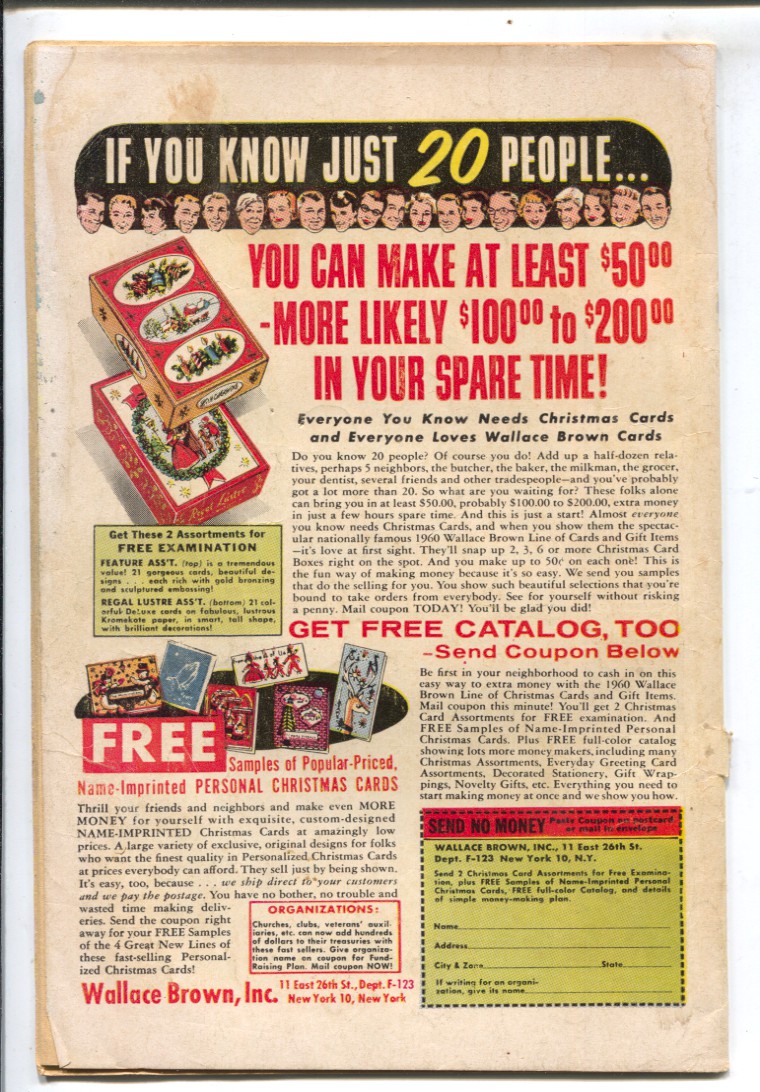 IF YOU KNOW JUST 20 PEOPLE...
YOU CAN MAKE AT LEAST $50⁰⁰
-MORE LIKELY $100⁰⁰ to $200⁰⁰
IN YOUR SPARE TIME!
Everyone You Know Needs Christmas Cards
and Everyone Loves Wallace Brown Cards
Do you know 20 people? Of course you do! Add up a half-dozen rela-
tives, perhaps 5 neighbors, the butcher, the baker, the milkman, the grocer,
your dentist, several friends and other tradespeople—and you've probably
got a lot more than 20. So what are you waiting for? These folks alone
can bring you in at least $50.00, probably $100.00 to $200.00, extra money
in just a few hours spare time. And this is just a start! Almost everyone
you know needs Christmas Cards, and when you show them the spectac-
ular nationally famous 1960 Wallace Brown Line of Cards and Gift Items
—it's love at first sight. They'll snap up 2, 3, 6 or more Christmas Card
Boxes right on the spot. And you make up to 50¢ on each one! This is
the fun way of making money because it's so easy. We send you samples
that do the selling for you. You show such beautiful selections that you're
bound to take orders from everybody. See for yourself without risking
a penny. Mail coupon TODAY! You'll be glad you did!
Regal Lustre
Get These 2 Assortments for
FREE EXAMINATION
FEATURE ASS'T. (top) is a tremendous
value! 21 gorgeous cards, beautiful de-
signs . . . each rich with gold bronzing
and sculptured embossing!
REGAL LUSTRE ASS'T. (bottom) 21 col-
orful DeLuxe cards on fabulous, lustrous
Kromekote paper, in smart, tall shape,
with brilliant decorations!
GET FREE CATALOG, TOO
–Send Coupon Below
Be first in your neighborhood to cash in on this
easy way to extra money with the 1960 Wallace
Brown Line of Christmas Cards and Gift Items.
Mail coupon this minute! You'll get 2 Christmas
Card Assortments for FREE examination. And
FREE Samples of Name-Imprinted Personal
Christmas Cards. Plus FREE full-color catalog
showing lots more money makers, including many
Christmas Assortments, Everyday Greeting Card
Assortments, Decorated Stationery, Gift Wrap-
pings, Novelty Gifts, etc. Everything you need to
start making money at once and we show you how.
FREE
Samples of Popular-Priced,
Name-Imprinted PERSONAL CHRISTMAS CARDS
Thrill your friends and neighbors and make even MORE
MONEY for yourself with exquisite, custom-designed
NAME-IMPRINTED Christmas Cards at amazingly low
prices. A large variety of exclusive, original designs for folks
who want the finest quality in Personalized Christmas Cards
at prices everybody can afford. They sell just by being shown.
It's easy, too, because . . . we ship direct to your customers
and we pay the postage. You have no bother, no trouble and
wasted time making deliv-
eries. Send the coupon right
away for your FREE Samples
of the 4 Great New Lines of
these fast-selling Personal-
ized Christmas Cards!
ORGANIZATIONS:
Churches, clubs, veterans' auxil-
iaries, etc. can now add hundreds
of dollars to their treasuries with
these fast sellers. Give organiza-
tion name on coupon for Fund-
Raising Plan. Mail coupon NOW!
Wallace Brown, Inc.
11 East 26th St., Dept. F-123
New York 10, New York
SEND NO MONEY
Paste Coupon on postcard
or mail in envelope
WALLACE BROWN, INC., 11 East 26th St.
Dept. F-123 New York 10, N.Y.
Send 2 Christmas Card Assortments for Free Examina-
tion, plus FREE Samples of Name-Imprinted Personal
Christmas Cards, FREE full-color Catalog, and details
of simple money-making plan.
Name
Address
City & Zone State
If writing for an organi-
zation, give its name